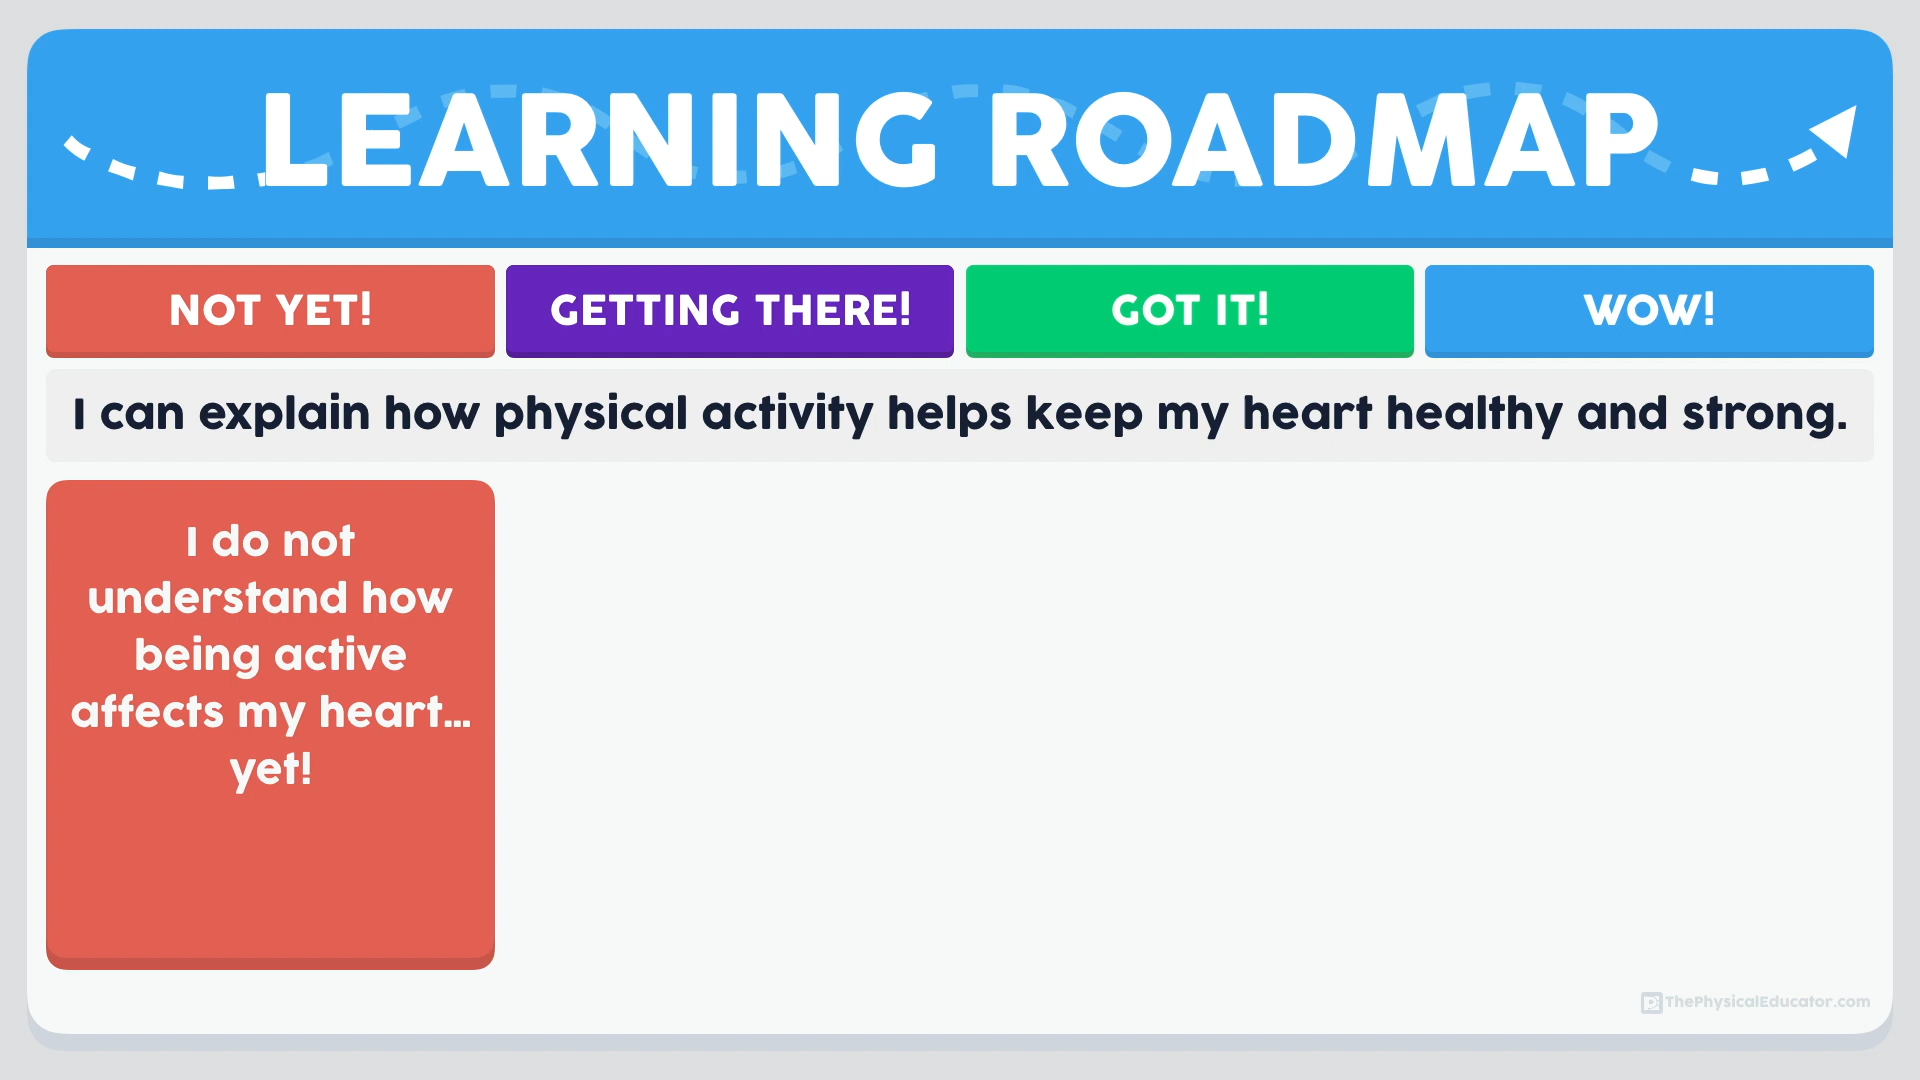 LEARNING ROADMAP
NOT YET!
GETTING THERE!
GOT IT!
WOW!
I can explain how physical activity helps keep my heart healthy and strong.
I do not
understand how
being active
affects my heart...
yet!
ThePhysicalEducator.com